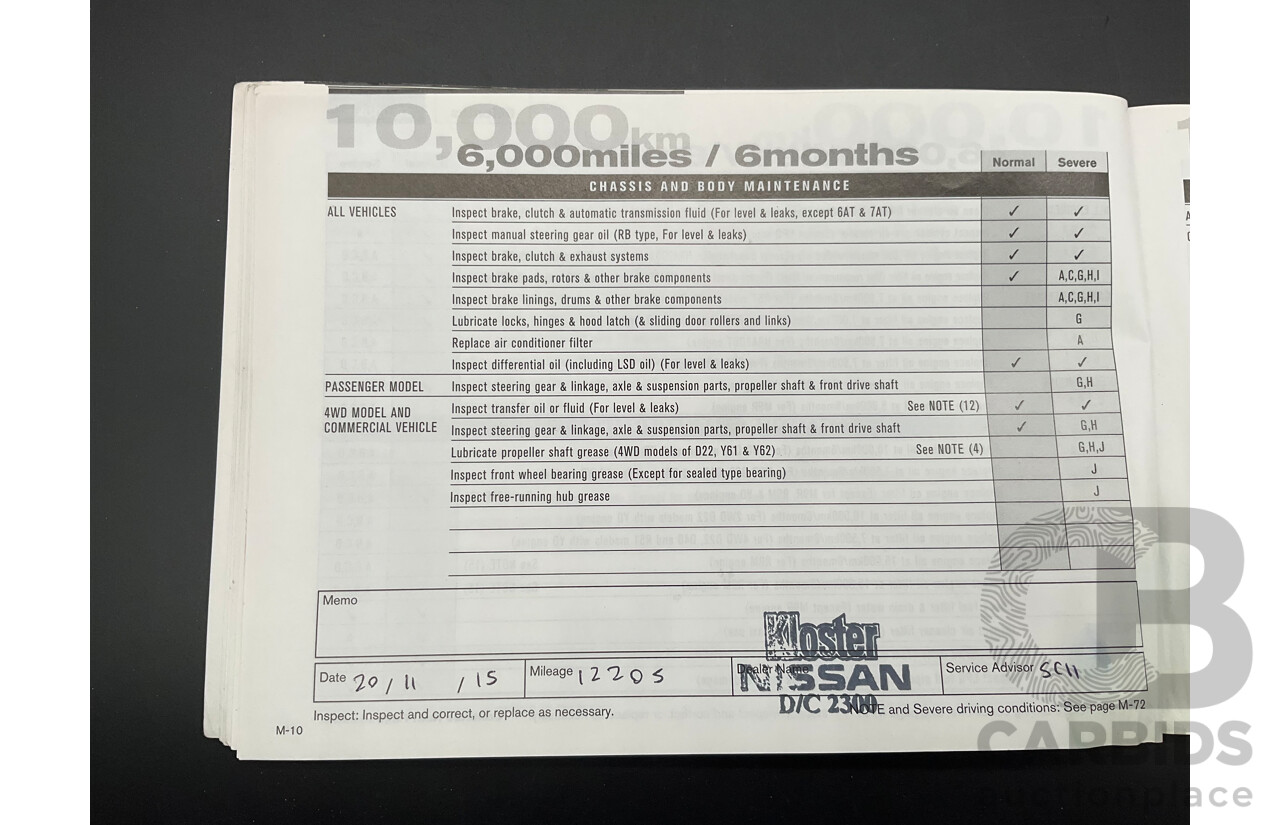 10,000km
6,000miles / 6months
Normal Severe
CHASSIS AND BODY MAINTENANCE
ALL VEHICLES Inspect brake, clutch & automatic transmission fluid (For level & leaks, except 6AT & 7AT) ✓ ✓
Inspect manual steering gear oil (RB type, For level & leaks) ✓ ✓
Inspect brake, clutch & exhaust systems ✓ ✓
Inspect brake pads, rotors & other brake components ✓ A,C,G,H,I
Inspect brake linings, drums & other brake components A,C,G,H,I
Lubricate locks, hinges & hood latch (& sliding door rollers and links) G
Replace air conditioner filter A
Inspect differential oil (including LSD oil) (For level & leaks) ✓ ✓
PASSENGER MODEL Inspect steering gear & linkage, axle & suspension parts, propeller shaft & front drive shaft G,H
4WD MODEL AND Inspect transfer oil or fluid (For level & leaks) See NOTE (12) ✓ ✓
COMMERCIAL VEHICLE Inspect steering gear & linkage, axle & suspension parts, propeller shaft & front drive shaft ✓ G,H
Lubricate propeller shaft grease (4WD models of D22, Y61 & Y62) See NOTE (4) G,H,J
Inspect front wheel bearing grease (Except for sealed type bearing) J
Inspect free-running hub grease J
Memo
Kloster
Date 20/11/15 Mileage 12205 Dealer Name Service Advisor SCH
NISSAN
D/C 2300
Inspect: Inspect and correct, or replace as necessary. NOTE and Severe driving conditions: See page M-72
M-10
CARBIDS
auctionplace